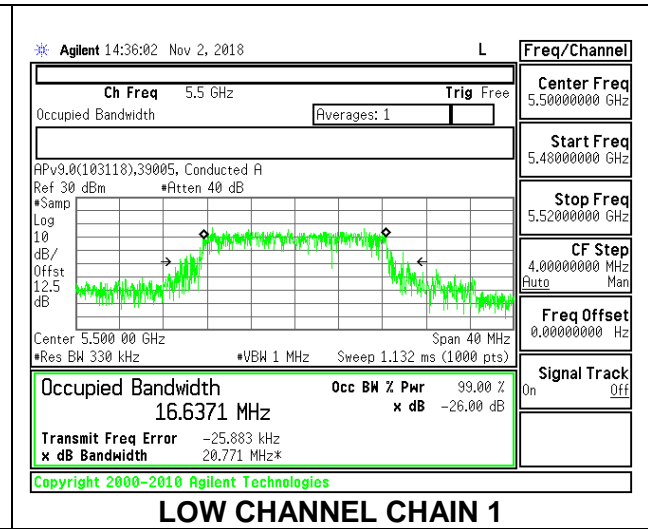 Agilent 14:36:02 Nov 2, 2018 L Freq/Channel
Ch Freq 5.5 GHz Trig Free
Occupied Bandwidth Averages: 1
Center Freq
5.50000000 GHz
Start Freq
5.48000000 GHz
Stop Freq
5.52000000 GHz
CF Step
4.00000000 MHz
Auto Man
Freq Offset
0.00000000 Hz
Signal Track
On Off
APv9.0(103118),39005, Conducted A
Ref 30 dBm #Atten 40 dB
#Samp
Log
10
dB/
Offst
12.5
dB
Center 5.500 00 GHz Span 40 MHz
#Res BW 330 kHz #VBW 1 MHz Sweep 1.132 ms (1000 pts)
Occupied Bandwidth Occ BW % Pwr 99.00 %
16.6371 MHz x dB -26.00 dB
Transmit Freq Error -25.883 kHz
x dB Bandwidth 20.771 MHz*
Copyright 2000-2010 Agilent Technologies
LOW CHANNEL CHAIN 1